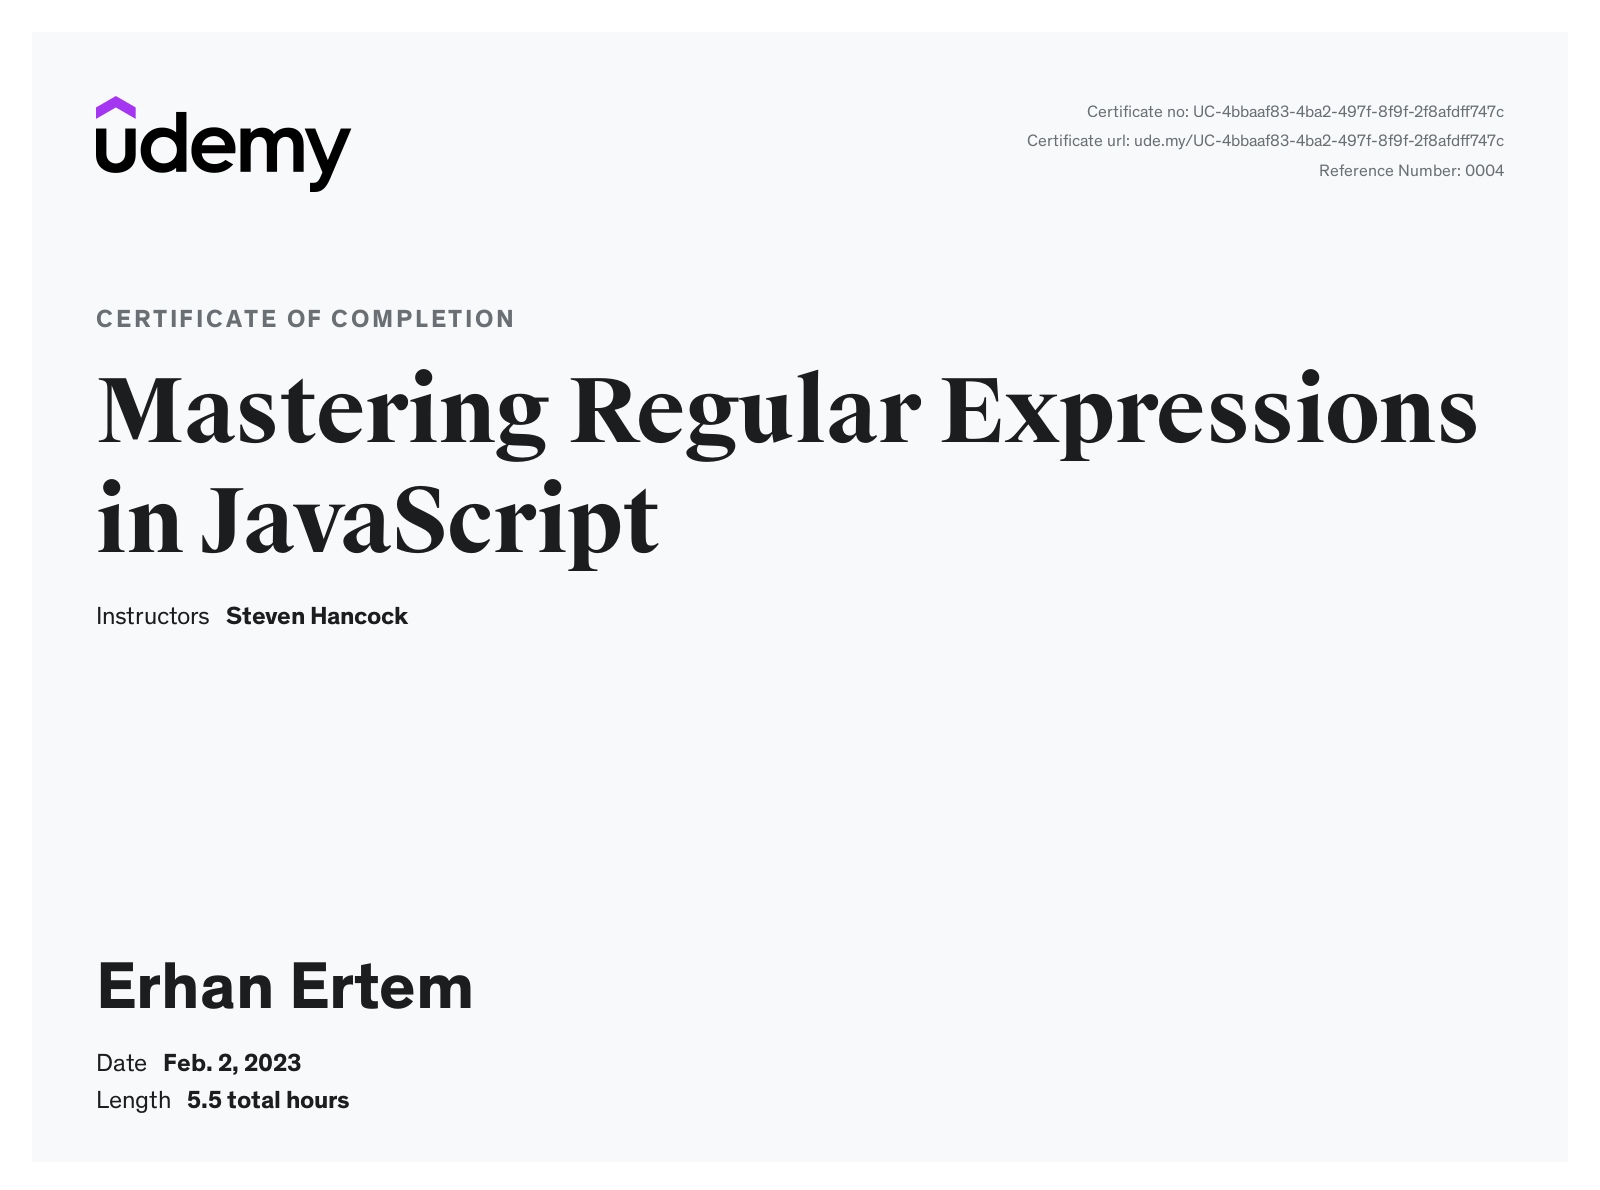 udemy
Certificate no: UC-4bbaaf83-4ba2-497f-8f9f-2f8afdff747c
Certificate url: ude.my/UC-4bbaaf83-4ba2-497f-8f9f-2f8afdff747c
Reference Number: 0004
CERTIFICATE OF COMPLETION
Mastering Regular Expressions
in JavaScript
Instructors Steven Hancock
Erhan Ertem
Date Feb. 2, 2023
Length 5.5 total hours